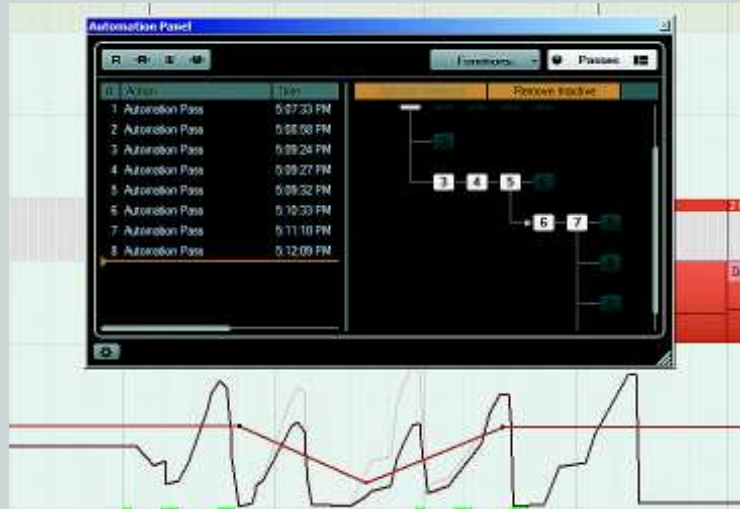 Automation Panel
Functions Passes
# Action Time
1 Automation Pass 5:07:33 PM
2 Automation Pass 5:08:58 PM
3 Automation Pass 5:09:24 PM
4 Automation Pass 5:09:27 PM
5 Automation Pass 5:09:32 PM
6 Automation Pass 5:10:33 PM
7 Automation Pass 5:11:10 PM
8 Automation Pass 5:12:09 PM
Remove Inactive
3 4 5
6 7